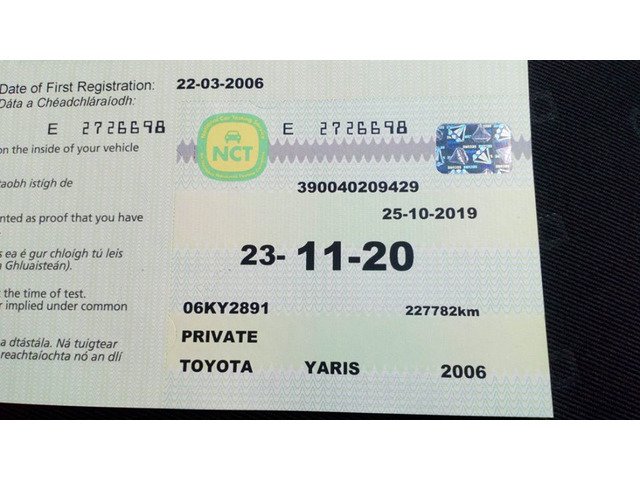 Date of First Registration: 22-03-2006
Dáta a Chéadchláraíodh:
E 2726698 E 2726698
on the inside of your vehicle
NCT
taobh istigh de
390040209429
nted as proof that you have
25-10-2019
s ea é gur chloígh tú leis
a Ghluaisteán).
23- 11-20
the time of test.
r implied under common
06KY2891 227782km
PRIVATE
a dtástála. Ná tuigtear
reachtaíochta nó an dlí
TOYOTA YARIS 2006